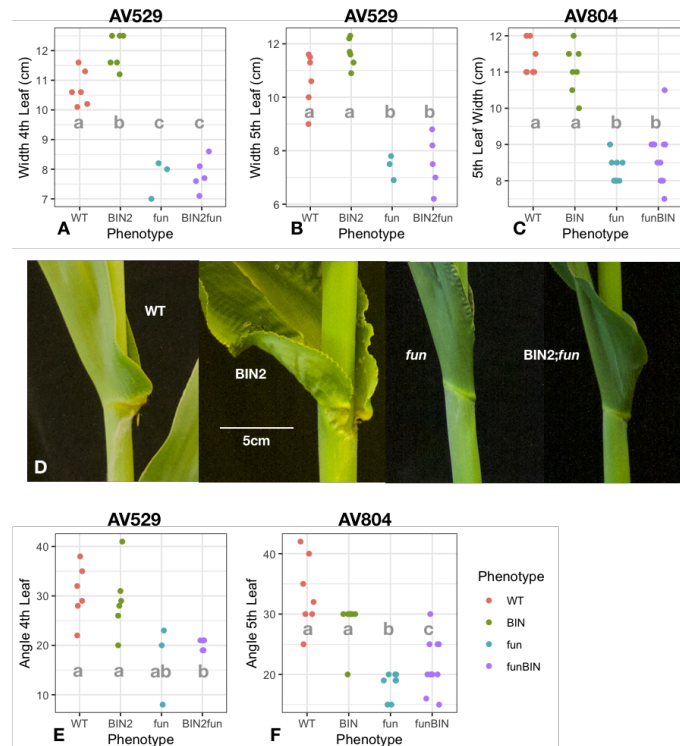 AV529
AV529
AV804
Width 4th Leaf (cm)
12
11
10
9
8
7
a
b
c
c
WT
BIN2
fun
BIN2fun
A
Phenotype
Width 5th Leaf (cm)
12
10
8
6
a
a
b
b
WT
BIN2
fun
BIN2fun
B
Phenotype
5th Leaf Width (cm)
12
11
10
9
8
a
a
b
b
WT
BIN
fun
funBIN
C
Phenotype
WT
BIN2
5cm
fun
BIN2;fun
D
AV529
AV804
Angle 4th Leaf
40
30
20
10
a
a
ab
b
WT
BIN2
fun
BIN2fun
E
Phenotype
Angle 5th Leaf
40
30
20
a
a
b
c
WT
BIN
fun
funBIN
F
Phenotype
Phenotype
WT
BIN
fun
funBIN